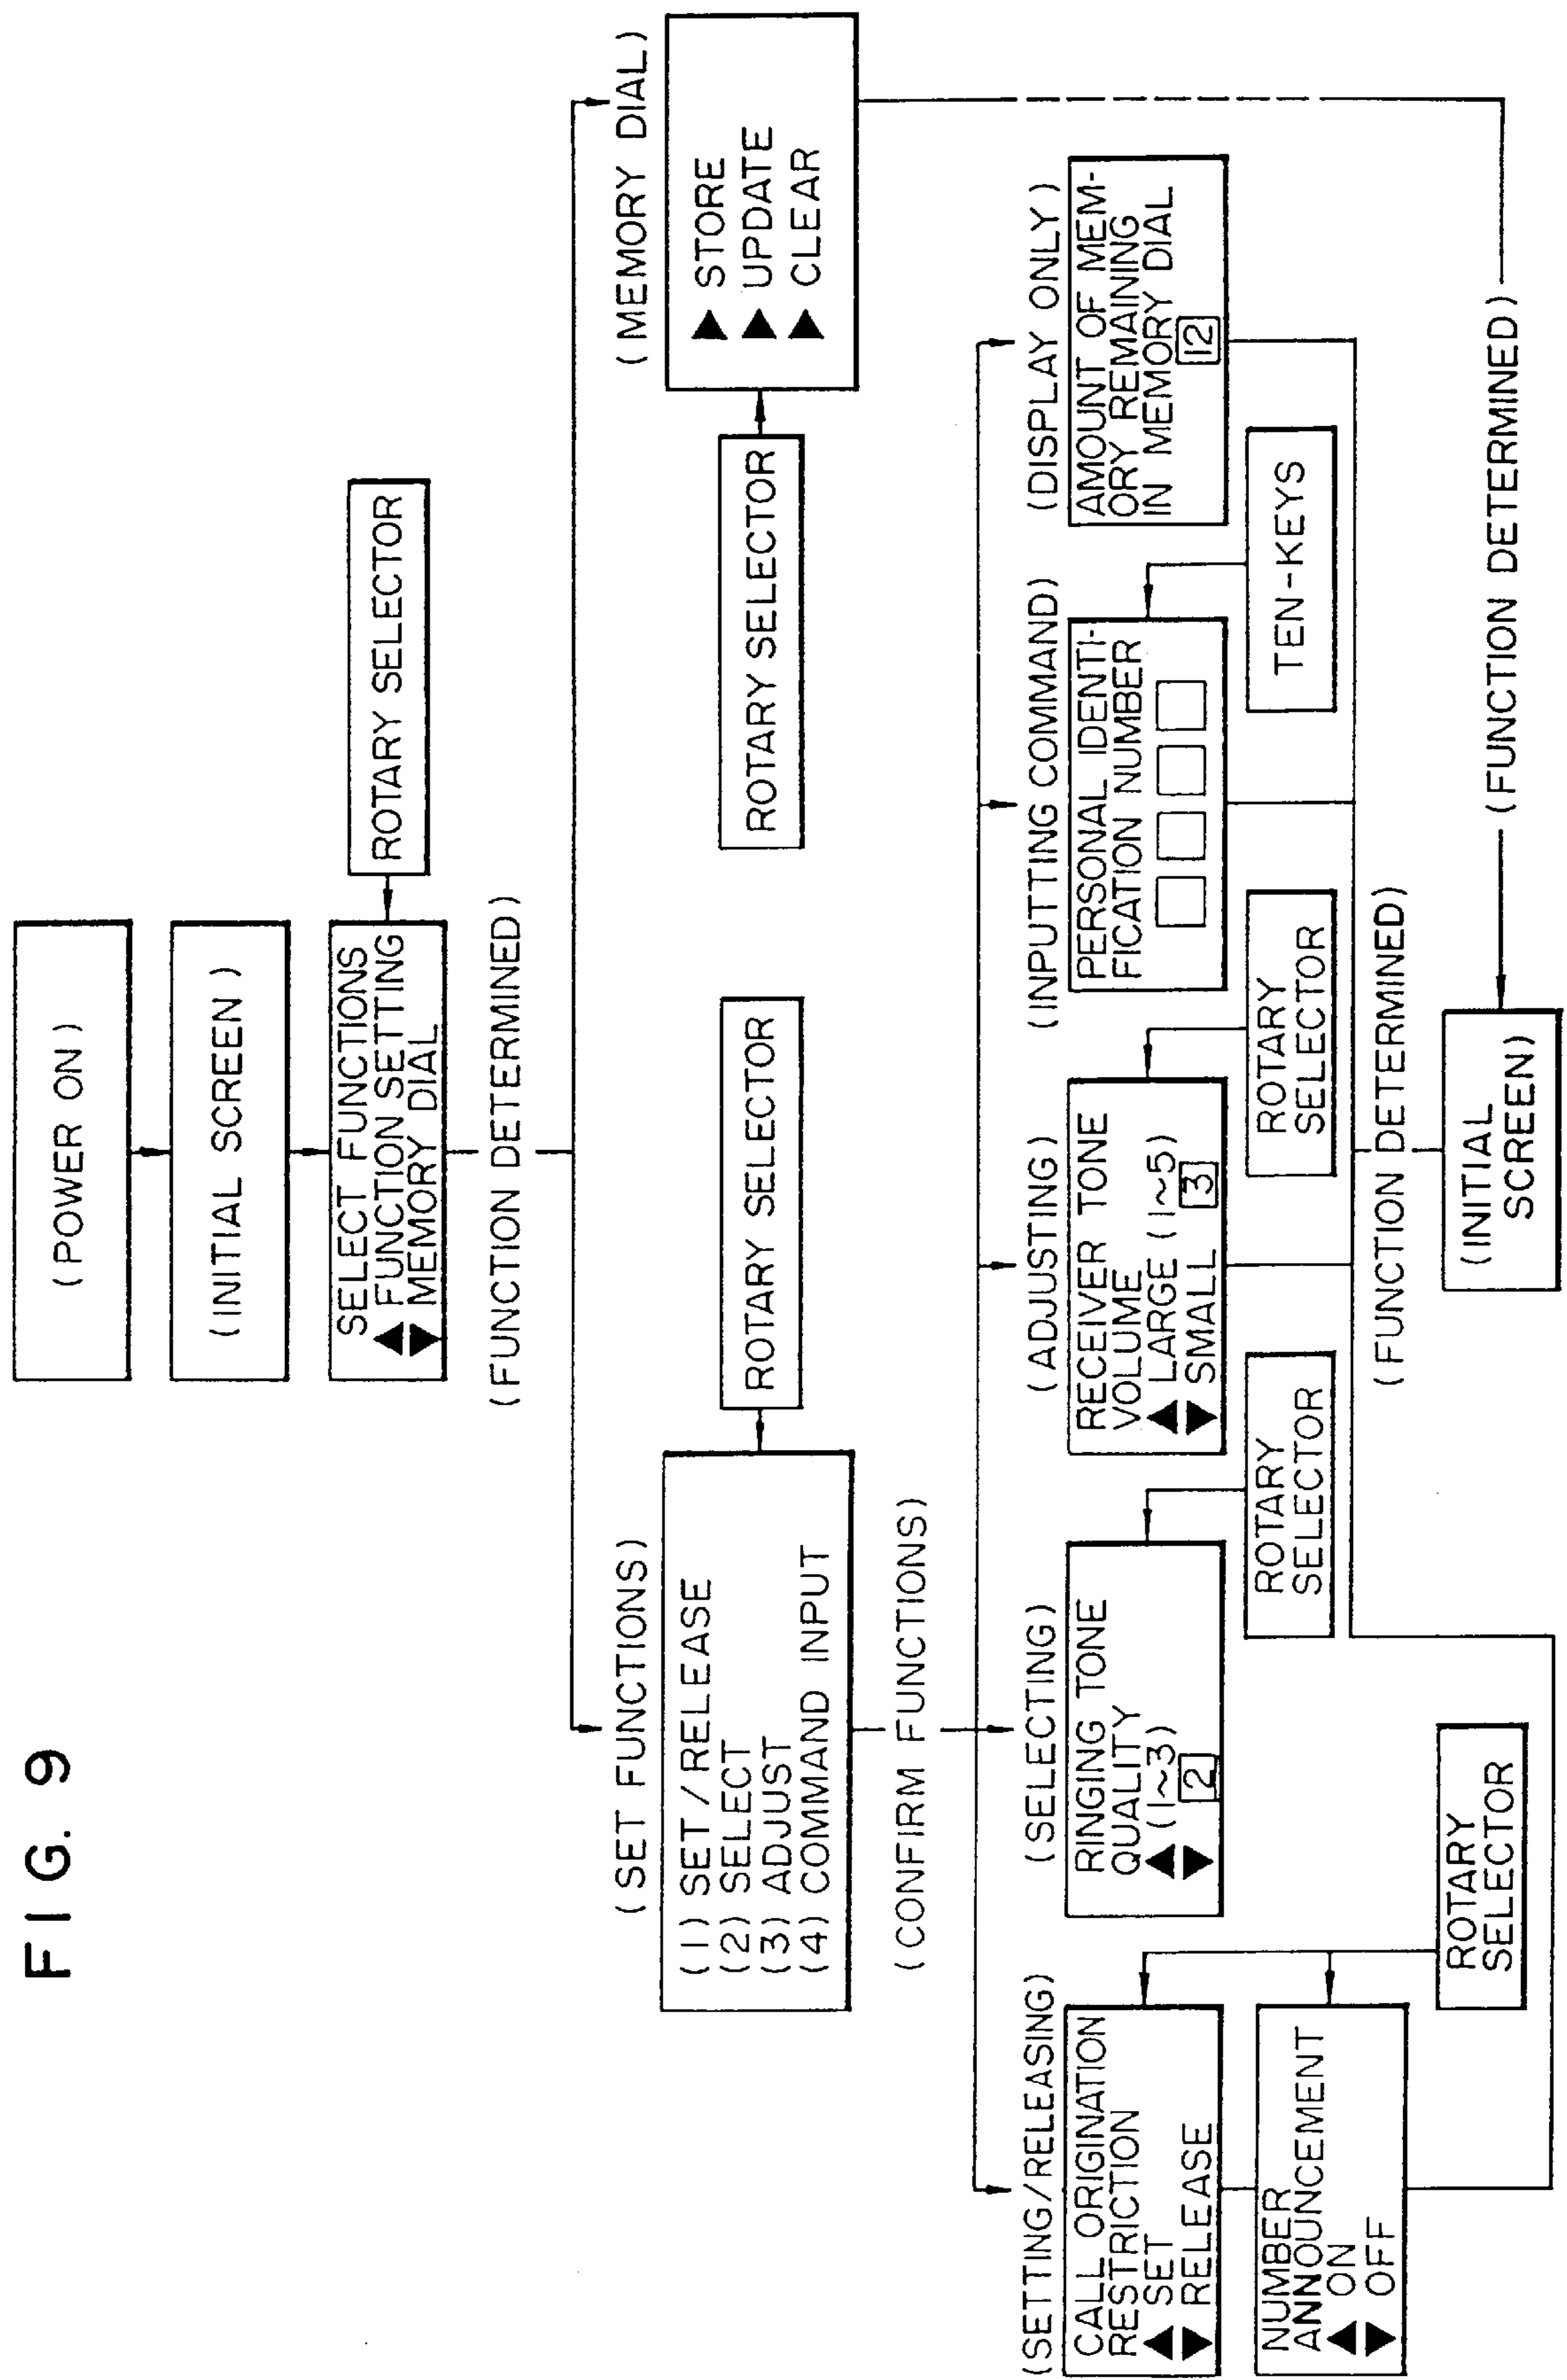 FIG. 9
(POWER ON)
(INITIAL SCREEN)
SELECT FUNCTIONS
▲ FUNCTION SETTING
▼ MEMORY DIAL
ROTARY SELECTOR
(FUNCTION DETERMINED)
(SET FUNCTIONS)
(1) SET/RELEASE
(2) SELECT
(3) ADJUST
(4) COMMAND INPUT
ROTARY SELECTOR
ROTARY SELECTOR
(MEMORY DIAL)
▲ STORE
▲ UPDATE
▲ CLEAR
(CONFIRM FUNCTIONS)
(SETTING/RELEASING)
CALL ORIGINATION
RESTRICTION
▲ SET
▼ RELEASE
NUMBER
ANNOUNCEMENT
▲ ON
▼ OFF
ROTARY
SELECTOR
(SELECTING)
RINGING TONE
QUALITY
▲ (1~3)
▼ 2
ROTARY
SELECTOR
(ADJUSTING)
RECEIVER TONE
VOLUME
▲ LARGE (1~5)
▼ SMALL 3
ROTARY
SELECTOR
(INPUTTING COMMAND)
PERSONAL IDENTI-
FICATION NUMBER
TEN-KEYS
(DISPLAY ONLY)
AMOUNT OF MEM-
ORY REMAINING
IN MEMORY DIAL
12
(FUNCTION DETERMINED)
(FUNCTION DETERMINED)
(INITIAL
SCREEN)